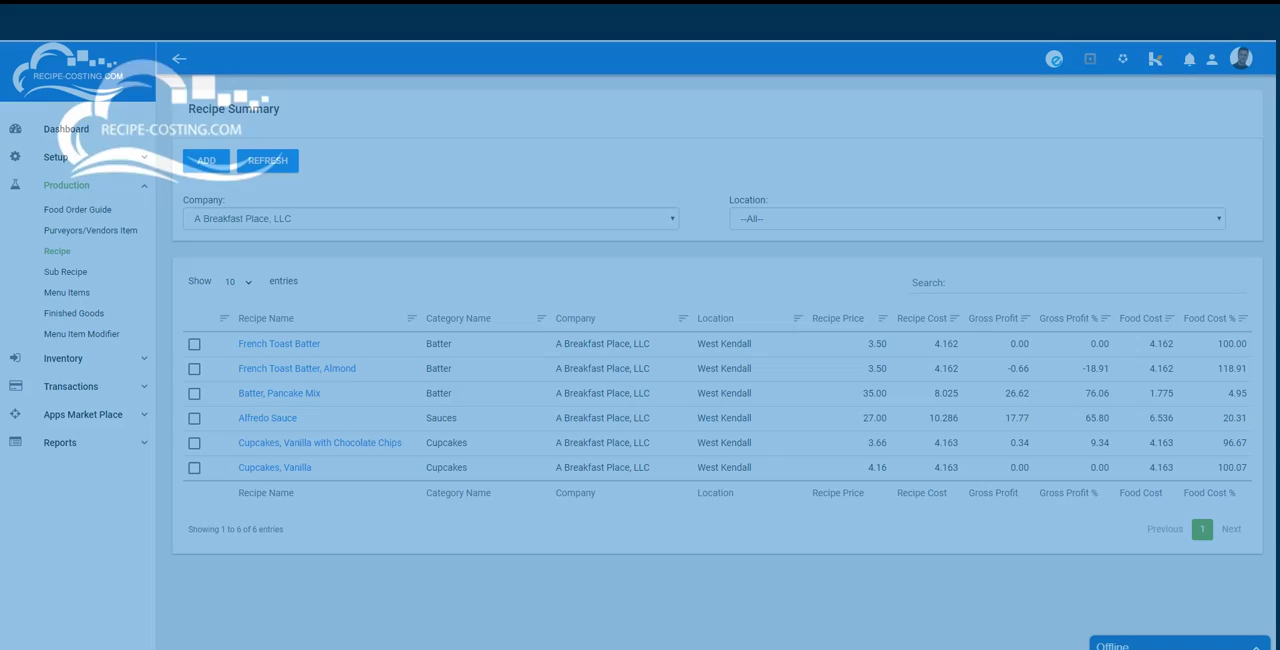 RECIPE-COSTING.COM
Recipe Summary
RECIPE-COSTING.COM
Dashboard
Setup
ADD REFRESH
Production
Company: Location:
A Breakfast Place, LLC --All--
Food Order Guide
Purveyors/Vendors Item
Recipe
Sub Recipe
Menu Items
Finished Goods
Menu Item Modifier
Inventory
Transactions
Apps Market Place
Reports
Show 10 entries Search:
Recipe Name Category Name Company Location Recipe Price Recipe Cost Gross Profit Gross Profit % Food Cost Food Cost %
French Toast Batter Batter A Breakfast Place, LLC West Kendall 3.50 4.162 0.00 0.00 4.162 100.00
French Toast Batter, Almond Batter A Breakfast Place, LLC West Kendall 3.50 4.162 -0.66 -18.91 4.162 118.91
Batter, Pancake Mix Batter A Breakfast Place, LLC West Kendall 35.00 8.025 26.62 76.06 1.775 4.95
Alfredo Sauce Sauces A Breakfast Place, LLC West Kendall 27.00 10.286 17.77 65.80 6.536 20.31
Cupcakes, Vanilla with Chocolate Chips Cupcakes A Breakfast Place, LLC West Kendall 3.66 4.163 0.34 9.34 4.163 96.67
Cupcakes, Vanilla Cupcakes A Breakfast Place, LLC West Kendall 4.16 4.163 0.00 0.00 4.163 100.07
Recipe Name Category Name Company Location Recipe Price Recipe Cost Gross Profit Gross Profit % Food Cost Food Cost %
Showing 1 to 6 of 6 entries Previous 1 Next
Offline